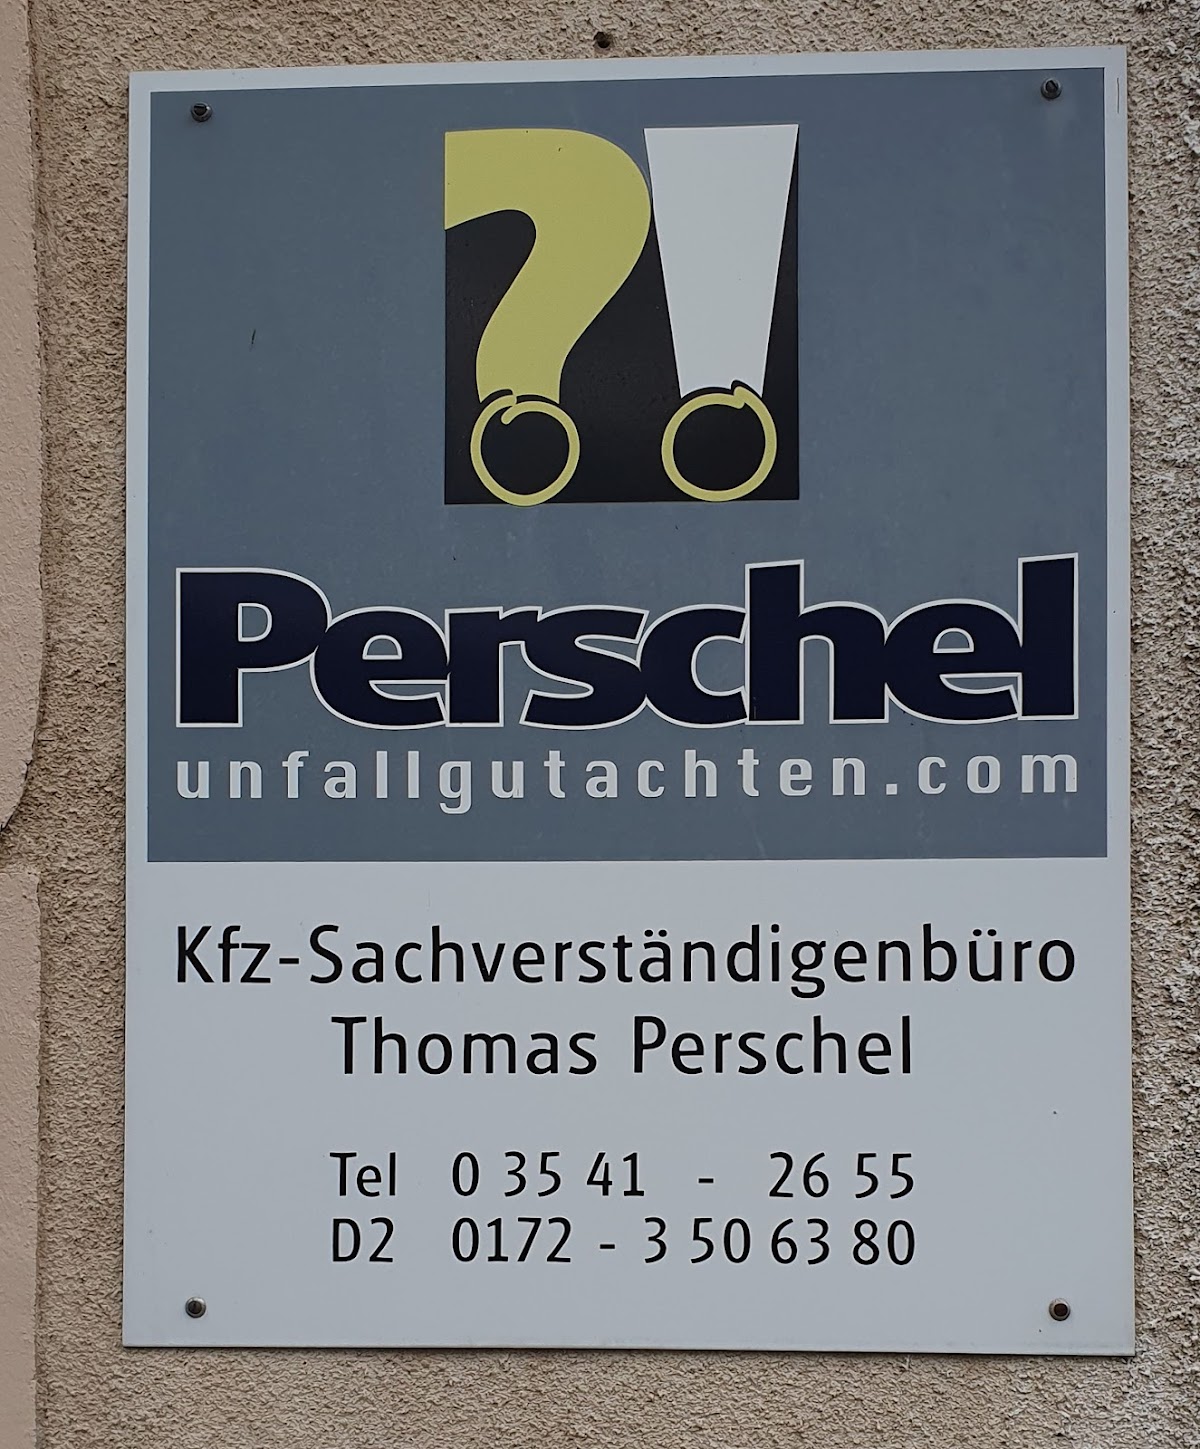 ?!
Perschel
unfallgutachten.com
Kfz-Sachverständigenbüro
Thomas Perschel
Tel 0 35 41 - 26 55
D2 0172 - 3 50 63 80